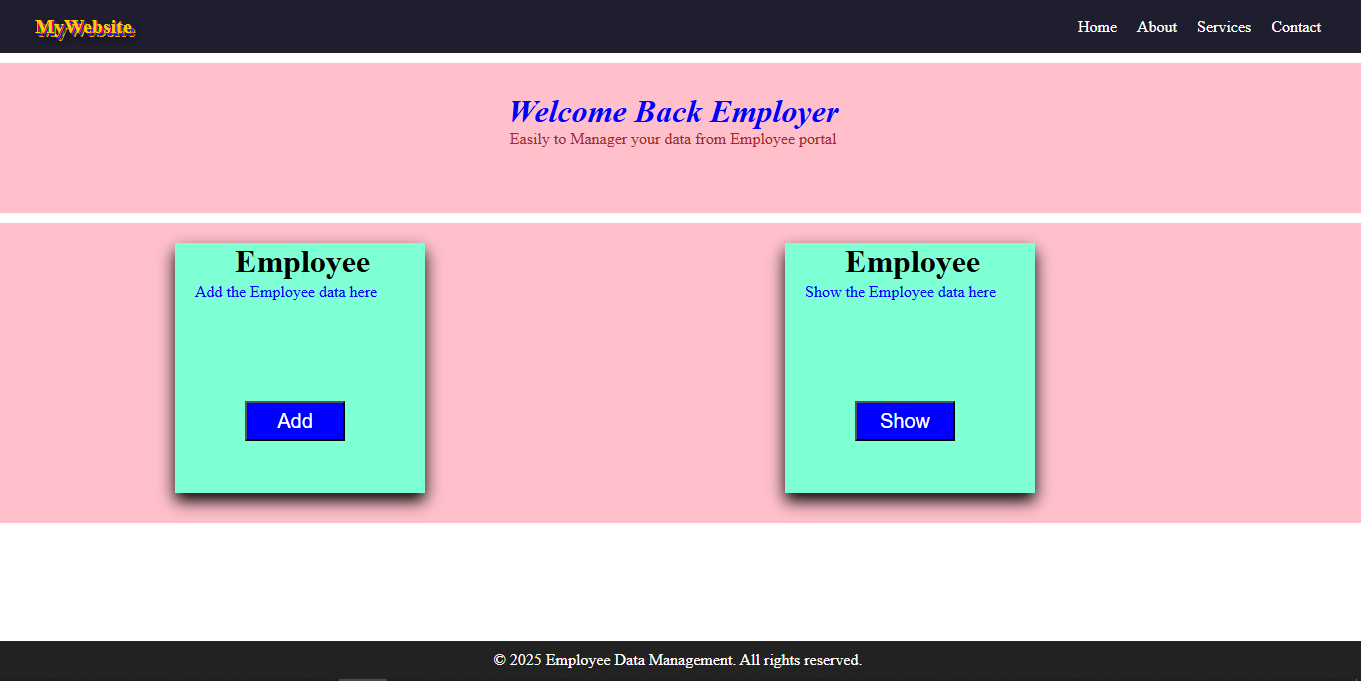 MyWebsite
Home About Services Contact
Welcome Back Employer
Easily to Manager your data from Employee portal
Employee
Add the Employee data here
Add
Employee
Show the Employee data here
Show
© 2025 Employee Data Management. All rights reserved.